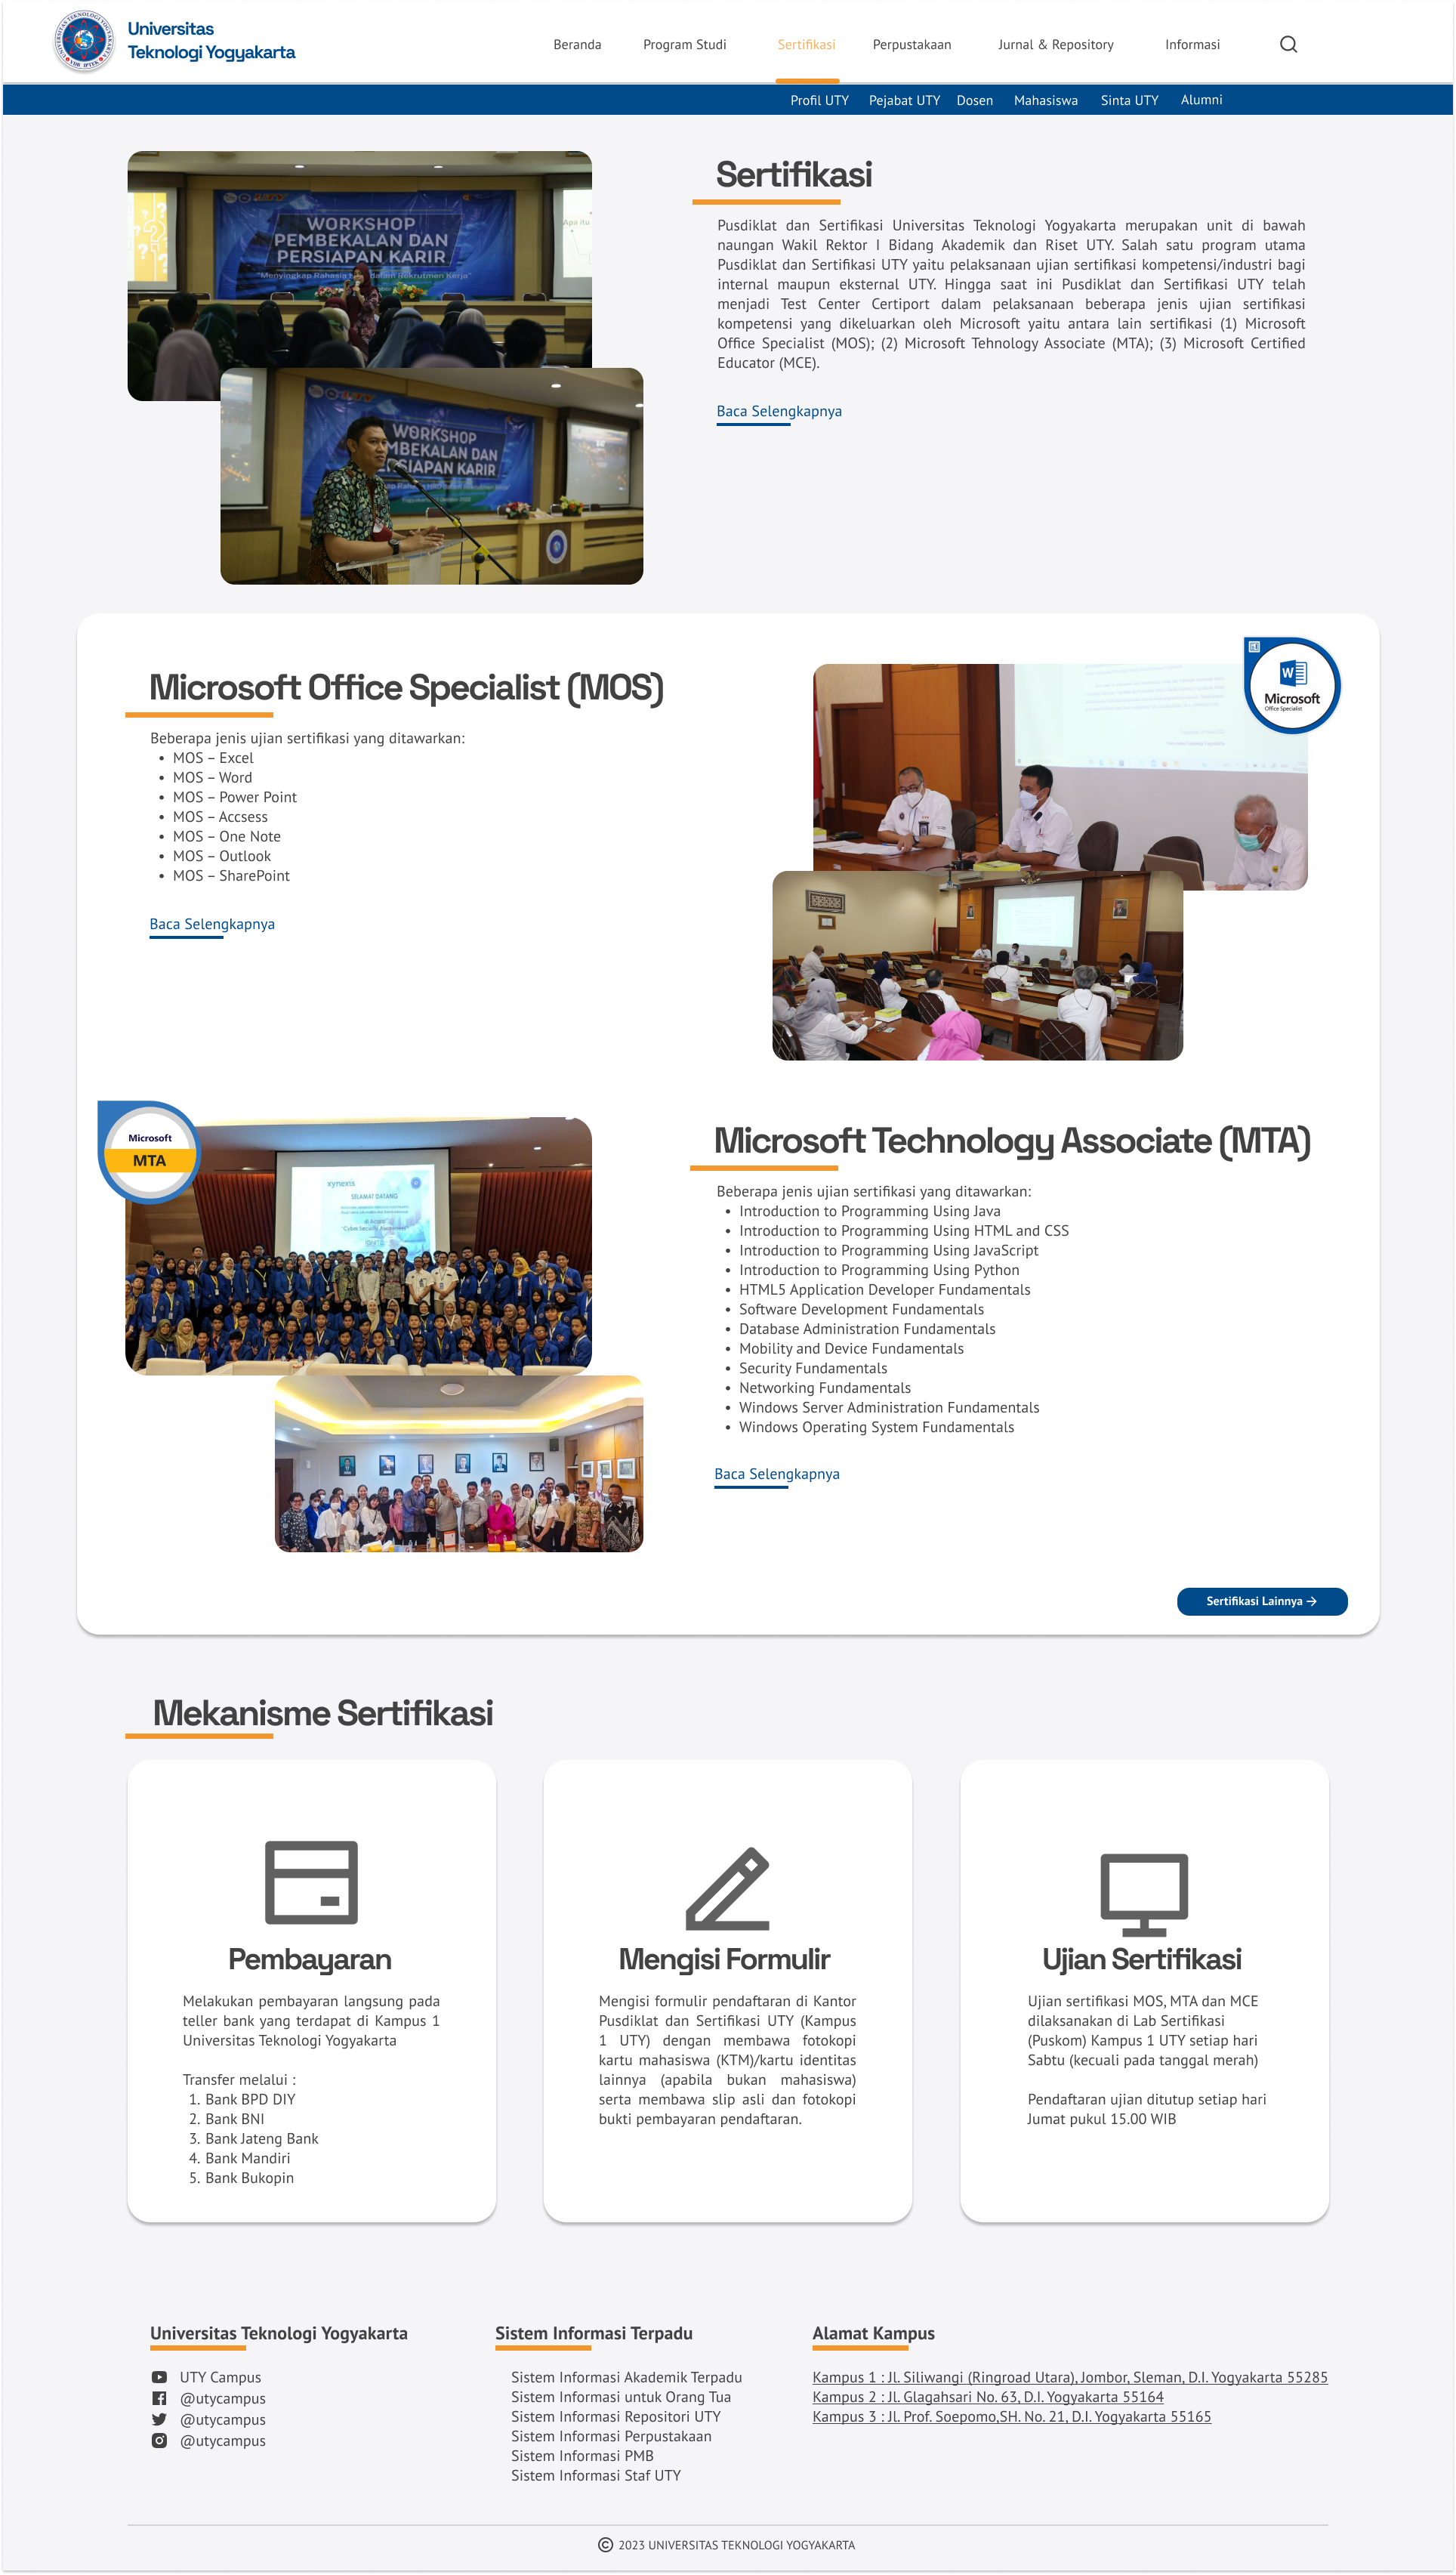 Universitas
Teknologi Yogyakarta
Beranda Program Studi Sertifikasi Perpustakaan Jurnal & Repository Informasi
Profil UTY Pejabat UTY Dosen Mahasiswa Sinta UTY Alumni
WORKSHOP
PEMBEKALAN DAN
PERSIAPAN KARIR
Apa itu
WORKSHOP
MBEKALAN DAN
SIAPAN KARIR
Sertifikasi
Pusdiklat dan Sertifikasi Universitas Teknologi Yogyakarta merupakan unit di bawah
naungan Wakil Rektor I Bidang Akademik dan Riset UTY. Salah satu program utama
Pusdiklat dan Sertifikasi UTY yaitu pelaksanaan ujian sertifikasi kompetensi/industri bagi
internal maupun eksternal UTY. Hingga saat ini Pusdiklat dan Sertifikasi UTY telah
menjadi Test Center Certiport dalam pelaksanaan beberapa jenis ujian sertifikasi
kompetensi yang dikeluarkan oleh Microsoft yaitu antara lain sertifikasi (1) Microsoft
Office Specialist (MOS); (2) Microsoft Tehnology Associate (MTA); (3) Microsoft Certified
Educator (MCE).
Baca Selengkapnya
Microsoft Office Specialist (MOS)
Beberapa jenis ujian sertifikasi yang ditawarkan:
• MOS – Excel
• MOS – Word
• MOS – Power Point
• MOS – Accsess
• MOS – One Note
• MOS – Outlook
• MOS – SharePoint
Baca Selengkapnya
W
Microsoft
Office Specialist
Microsoft
MTA
synexis
SELAMAT DATANG
"Cyber Security Awareness"
Microsoft Technology Associate (MTA)
Beberapa jenis ujian sertifikasi yang ditawarkan:
• Introduction to Programming Using Java
• Introduction to Programming Using HTML and CSS
• Introduction to Programming Using JavaScript
• Introduction to Programming Using Python
• HTML5 Application Developer Fundamentals
• Software Development Fundamentals
• Database Administration Fundamentals
• Mobility and Device Fundamentals
• Security Fundamentals
• Networking Fundamentals
• Windows Server Administration Fundamentals
• Windows Operating System Fundamentals
Baca Selengkapnya
Sertifikasi Lainnya →
Mekanisme Sertifikasi
Pembayaran
Melakukan pembayaran langsung pada
teller bank yang terdapat di Kampus 1
Universitas Teknologi Yogyakarta
Transfer melalui :
1. Bank BPD DIY
2. Bank BNI
3. Bank Jateng Bank
4. Bank Mandiri
5. Bank Bukopin
Mengisi Formulir
Mengisi formulir pendaftaran di Kantor
Pusdiklat dan Sertifikasi UTY (Kampus
1 UTY) dengan membawa fotokopi
kartu mahasiswa (KTM)/kartu identitas
lainnya (apabila bukan mahasiswa)
serta membawa slip asli dan fotokopi
bukti pembayaran pendaftaran.
Ujian Sertifikasi
Ujian sertifikasi MOS, MTA dan MCE
dilaksanakan di Lab Sertifikasi
(Puskom) Kampus 1 UTY setiap hari
Sabtu (kecuali pada tanggal merah)
Pendaftaran ujian ditutup setiap hari
Jumat pukul 15.00 WIB
Universitas Teknologi Yogyakarta
UTY Campus
@utycampus
@utycampus
@utycampus
Sistem Informasi Terpadu
Sistem Informasi Akademik Terpadu
Sistem Informasi untuk Orang Tua
Sistem Informasi Repositori UTY
Sistem Informasi Perpustakaan
Sistem Informasi PMB
Sistem Informasi Staf UTY
Alamat Kampus
Kampus 1 : Jl. Siliwangi (Ringroad Utara), Jombor, Sleman, D.I. Yogyakarta 55285
Kampus 2 : Jl. Glagahsari No. 63, D.I. Yogyakarta 55164
Kampus 3 : Jl. Prof. Soepomo,SH. No. 21, D.I. Yogyakarta 55165
© 2023 UNIVERSITAS TEKNOLOGI YOGYAKARTA